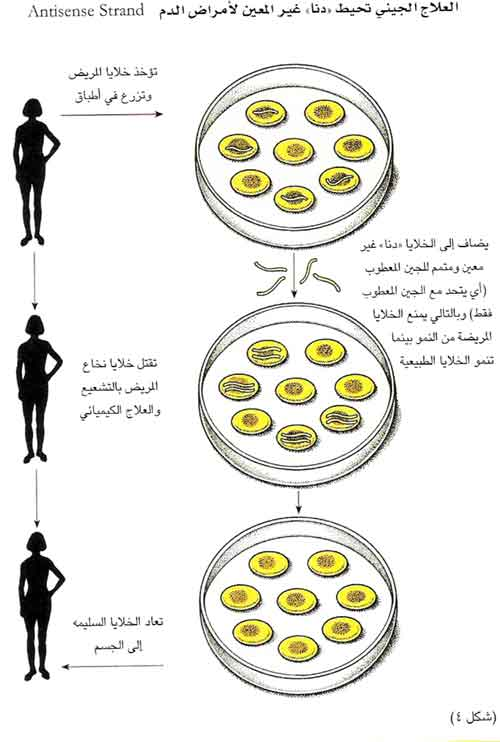 العلاج الجيني تحيط «دنا» غير المعين لأمراض الدم Antisense Strand
تؤخذ خلايا المريض
وتزرع في أطباق
يضاف إلى الخلايا «دنا» غير
معين ومتمم للجين المعطوب
(أي يتحد مع الجين المعطوب
فقط) وبالتالي يمنع الخلايا
المريضة من النمو بينما
تنمو الخلايا الطبيعية
تقتل خلايا نخاع
المريض بالتشعيع
والعلاج الكيميائي
تعاد الخلايا السليمه
إلى الجسم
(شكل ٤)